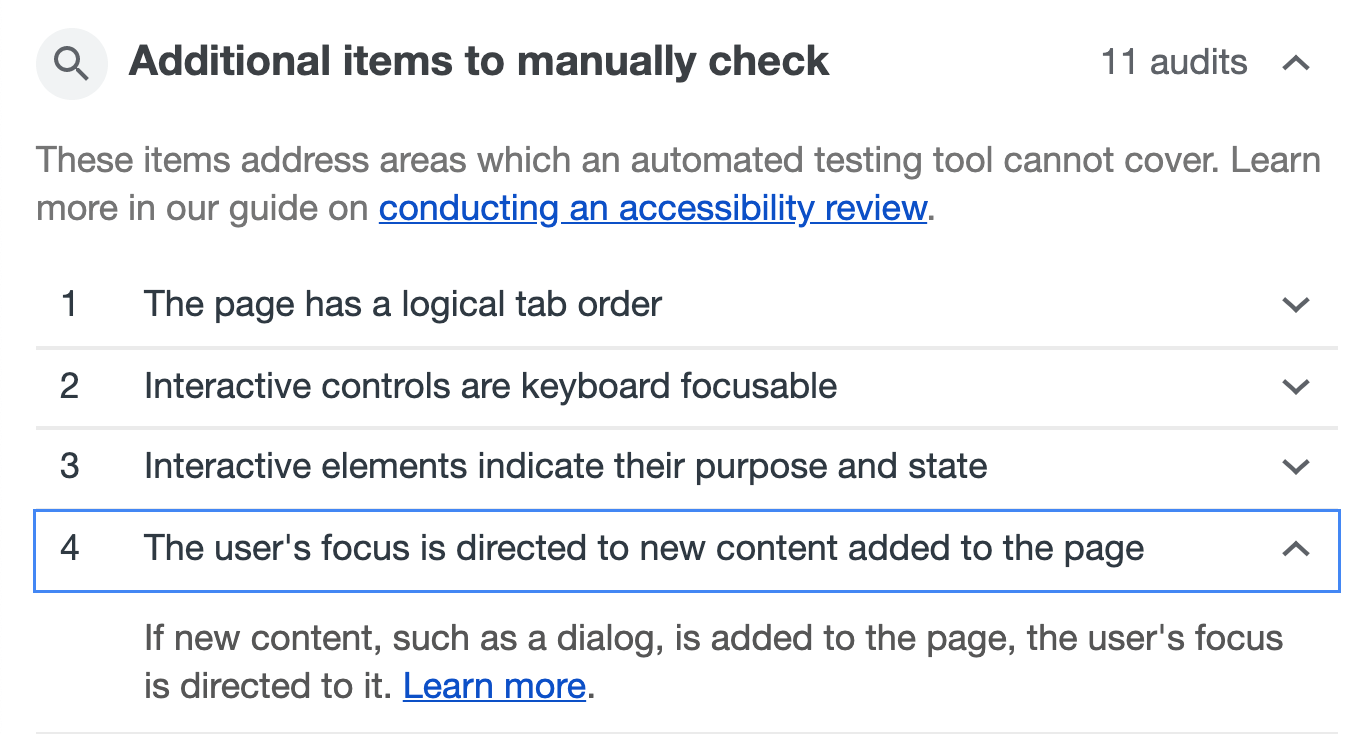 Additional items to manually check 11 audits
These items address areas which an automated testing tool cannot cover. Learn
more in our guide on conducting an accessibility review.
1 The page has a logical tab order
2 Interactive controls are keyboard focusable
3 Interactive elements indicate their purpose and state
4 The user's focus is directed to new content added to the page
If new content, such as a dialog, is added to the page, the user's focus
is directed to it. Learn more.